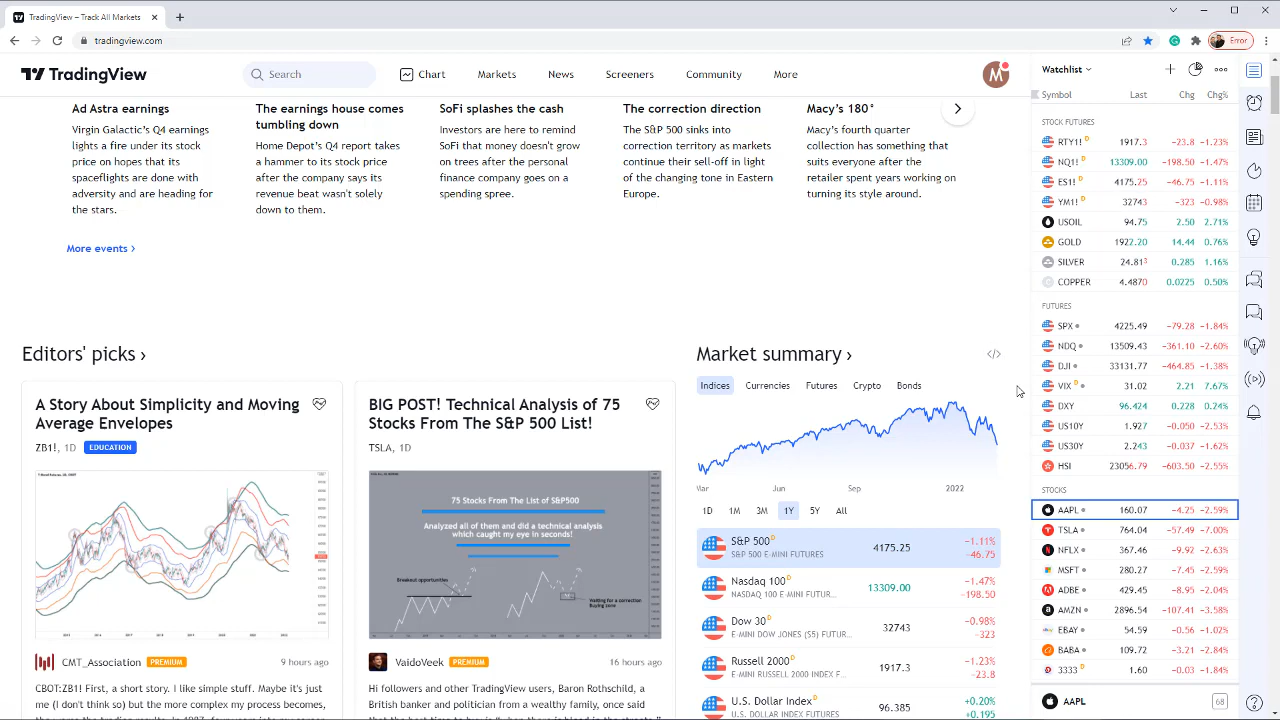 TradingView – Track All Markets
tradingview.com
Error
TradingView
Search
Chart
Markets
News
Screeners
Community
More
M
Ad Astra earnings
Virgin Galactic's Q4 earnings
lights a fire under its stock
price on hopes that its
spaceflights are done with
adversity and are heading for
the stars.
The earnings house comes
tumbling down
Home Depot's Q4 report takes
a hammer to its stock price
after the company says its
revenue beat was likely
down to them.
SoFi splashes the cash
Investors are here to remind
SoFi that money don't grow
on trees after the personal
finance company goes on a
spending spree.
The correction direction
The S&P 500 sinks into
correction territory as markets
continue their sell-off in light
of the changing tone in Eastern
Europe.
Macy's 180°
Macy's fourth quarter
collection has something that
suits everyone after the
retailer spent years working on
turning its style around.
More events ›
Editors' picks ›
A Story About Simplicity and Moving
Average Envelopes
ZB1!, 1D EDUCATION
CMT_Association PREMIUM 9 hours ago
CBOT:ZB1! First, a short story. I like simple stuff. Maybe it's just
me (I don't think so) but the more complex my process becomes,
BIG POST! Technical Analysis of 75
Stocks From The S&P 500 List!
TSLA, 1D
75 Stocks From The List of S&P500
Analyzed all of them and did a technical analysis
which caught my eye in seconds!
Breakout opportunities
Waiting for a correction
Buying zone
VaidoVeek PREMIUM 16 hours ago
Hi followers and other TradingView users, Baron Rothschild, a
British banker and politician from a wealthy family, once said
Market summary ›
Indices
Currencies
Futures
Crypto
Bonds
Mar Jun Sep 2022
1D 1M 3M 1Y 5Y All
S&P 500 D 4175.25 −1.11%
S&P 500 E-MINI FUTURES −46.75
Nasdaq 100 D 13309.00 −1.47%
NASDAQ 100 E-MINI FUTUR... −198.50
Dow 30 D 32743 −0.98%
E-MINI DOW JONES ($5) FUTUR... −323
Russell 2000 D 1917.3 −1.23%
E-MINI RUSSELL 2000 INDEX F... −23.8
U.S. Dollar Index D 96.385 +0.20%
U.S. DOLLAR INDEX FUTURES +0.195
Watchlist
Symbol Last Chg Chg%
STOCK FUTURES
RTY1! D 1917.3 −23.8 −1.23%
NQ1! D 13309.00 −198.50 −1.47%
ES1! D 4175.25 −46.75 −1.11%
YM1! D 32743 −323 −0.98%
USOIL 94.75 2.50 2.71%
GOLD 1922.20 14.44 0.76%
SILVER 24.813 0.285 1.16%
COPPER 4.4870 0.0225 0.50%
FUTURES
SPX 4225.49 −79.28 −1.84%
NDQ 13509.43 −361.10 −2.60%
DJI 33131.77 −464.85 −1.38%
VIX D 31.02 2.21 7.67%
DXY 96.424 0.228 0.24%
US10Y 1.927 −0.050 −2.53%
US30Y 2.243 −0.037 −1.62%
HSI 23056.79 −603.50 −2.55%
STOCKS
AAPL 160.07 −4.25 −2.59%
TSLA 764.04 −57.49 −7.00%
NFLX 367.46 −9.92 −2.63%
MSFT 280.27 −7.45 −2.59%
ADBE 429.45 −8.95 −2.04%
AMZN 2896.54 −107.41 −3.58%
EBAY 54.59 −0.56 −1.02%
BABA 109.72 −3.21 −2.84%
3333 D 1.60 −0.03 −1.84%
AAPL
68